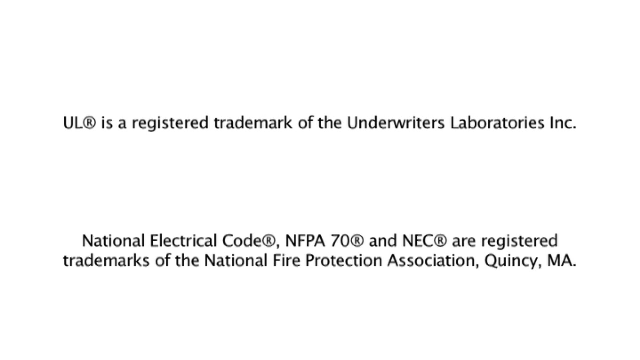 UL® is a registered trademark of the Underwriters Laboratories Inc.
National Electrical Code®, NFPA 70® and NEC® are registered
trademarks of the National Fire Protection Association, Quincy, MA.